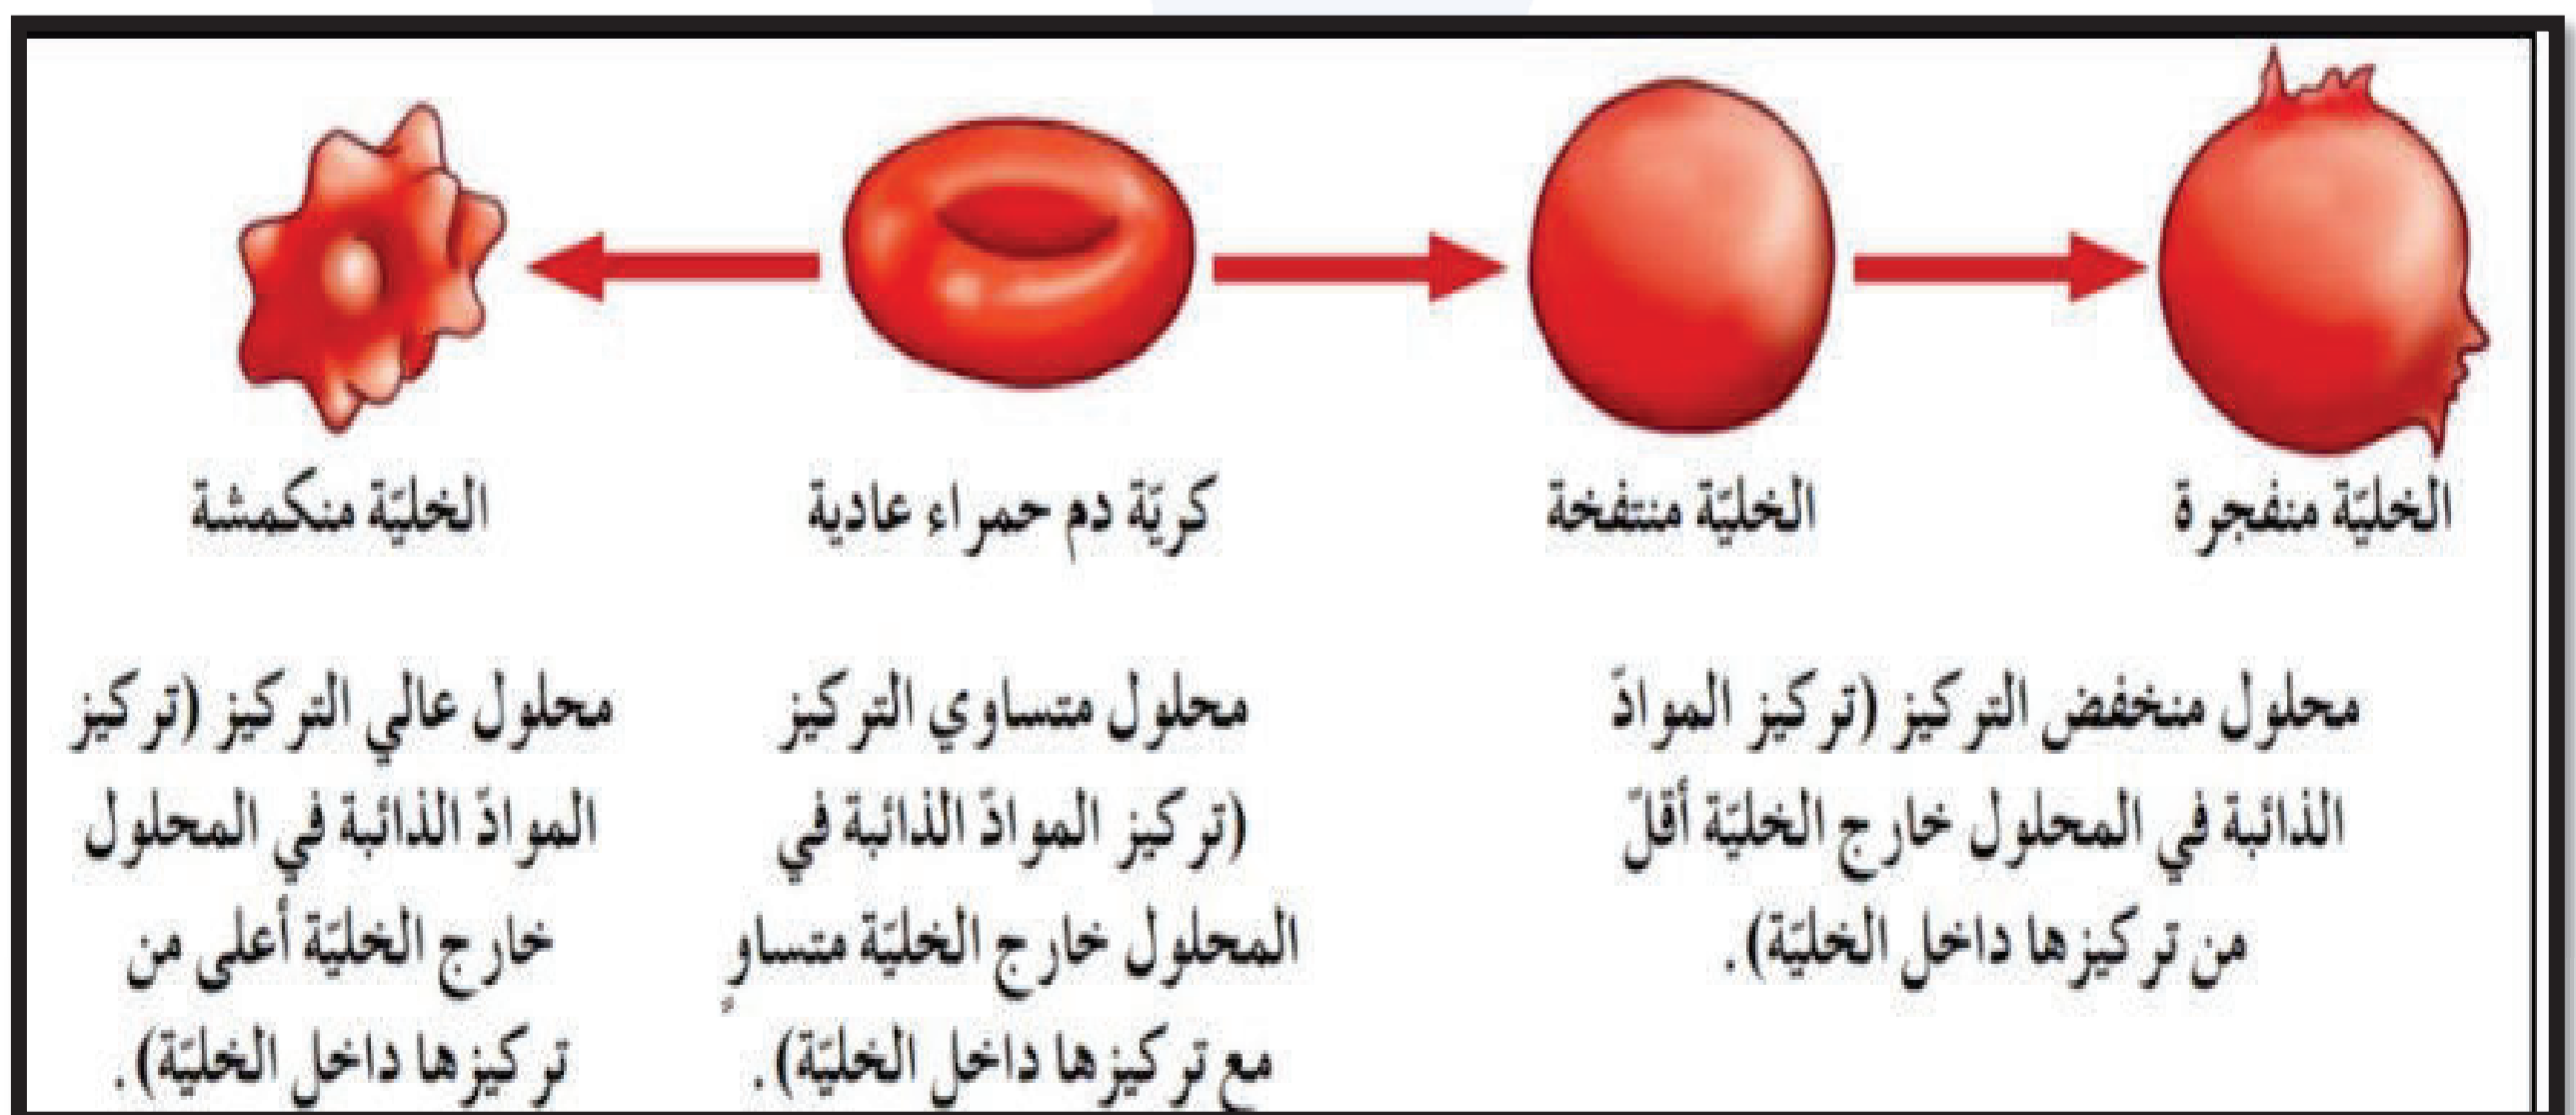 الخليّة منفجرة
الخليّة منتفخة
كريّة دم حمراء عادية
الخليّة منكمشة
محلول منخفض التركيز (تركيز الموادّ
الذائبة في المحلول خارج الخليّة أقلّ
من تركيزها داخل الخليّة).
محلول متساوي التركيز
(تركيز الموادّ الذائبة في
المحلول خارج الخليّة متساوٍ
مع تركيزها داخل الخليّة).
محلول عالي التركيز (تركيز
الموادّ الذائبة في المحلول
خارج الخليّة أعلى من
تركيزها داخل الخليّة).